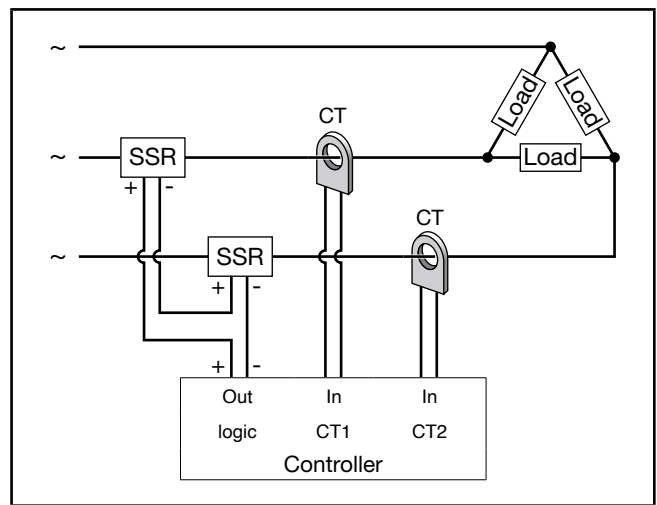 ~
CT
Load
Load
~
SSR
Load
+
-
CT
~
SSR
+
-
+
-
Out
In
In
logic
CT1
CT2
Controller